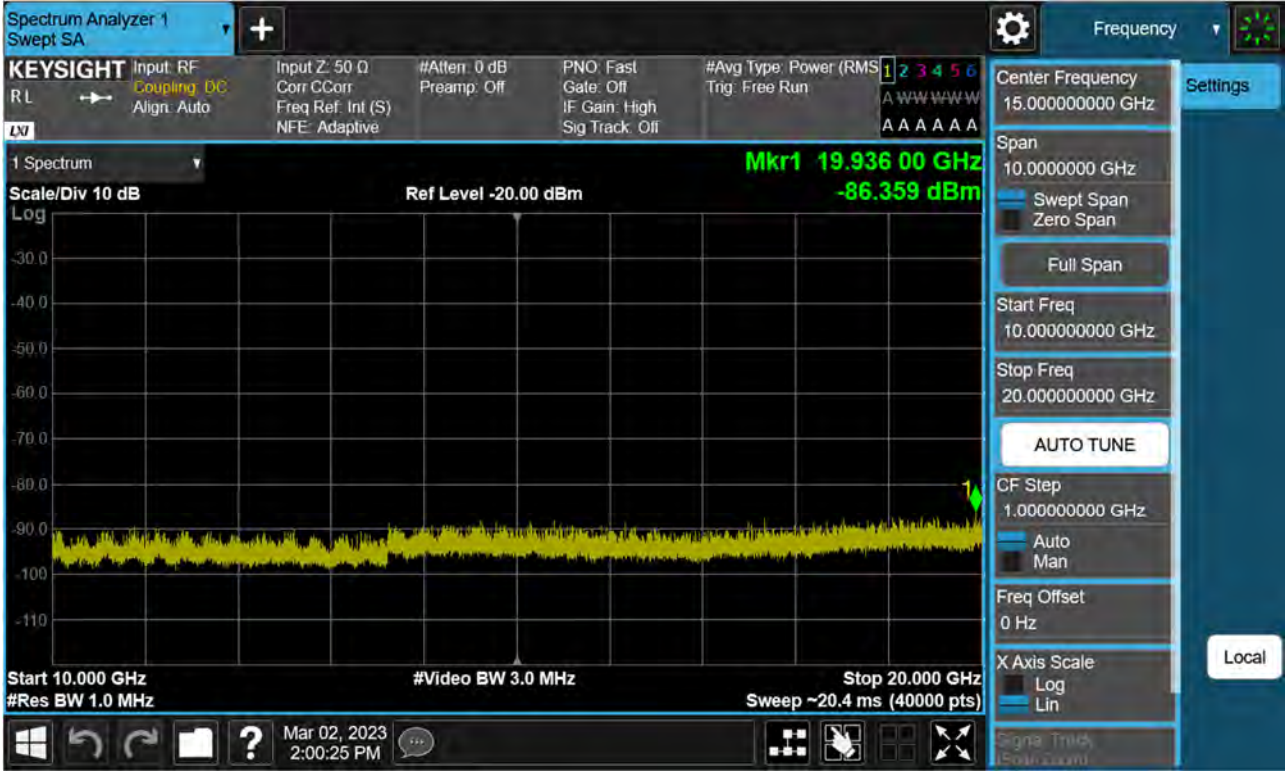 Spectrum Analyzer 1
Swept SA
+
Frequency
KEYSIGHT
R L
LXI
Input: RF
Coupling: DC
Align: Auto
Input Z: 50 Ω
Corr CCorr
Freq Ref: Int (S)
NFE: Adaptive
#Atten: 0 dB
Preamp: Off
PNO: Fast
Gate: Off
IF Gain: High
Sig Track: Off
#Avg Type: Power (RMS
Trig: Free Run
1 2 3 4 5 6
A W W W W W
A A A A A A
1 Spectrum
Scale/Div 10 dB
Ref Level -20.00 dBm
Mkr1 19.936 00 GHz
-86.359 dBm
Log
-30.0
-40.0
-50.0
-60.0
-70.0
-80.0
-90.0
-100
-110
1
Start 10.000 GHz
#Video BW 3.0 MHz
Stop 20.000 GHz
#Res BW 1.0 MHz
Sweep ~20.4 ms (40000 pts)
Center Frequency
15.000000000 GHz
Settings
Span
10.0000000 GHz
Swept Span
Zero Span
Full Span
Start Freq
10.000000000 GHz
Stop Freq
20.000000000 GHz
AUTO TUNE
CF Step
1.000000000 GHz
Auto
Man
Freq Offset
0 Hz
X Axis Scale
Log
Lin
Signal Track
Local
?
Mar 02, 2023
2:00:25 PM